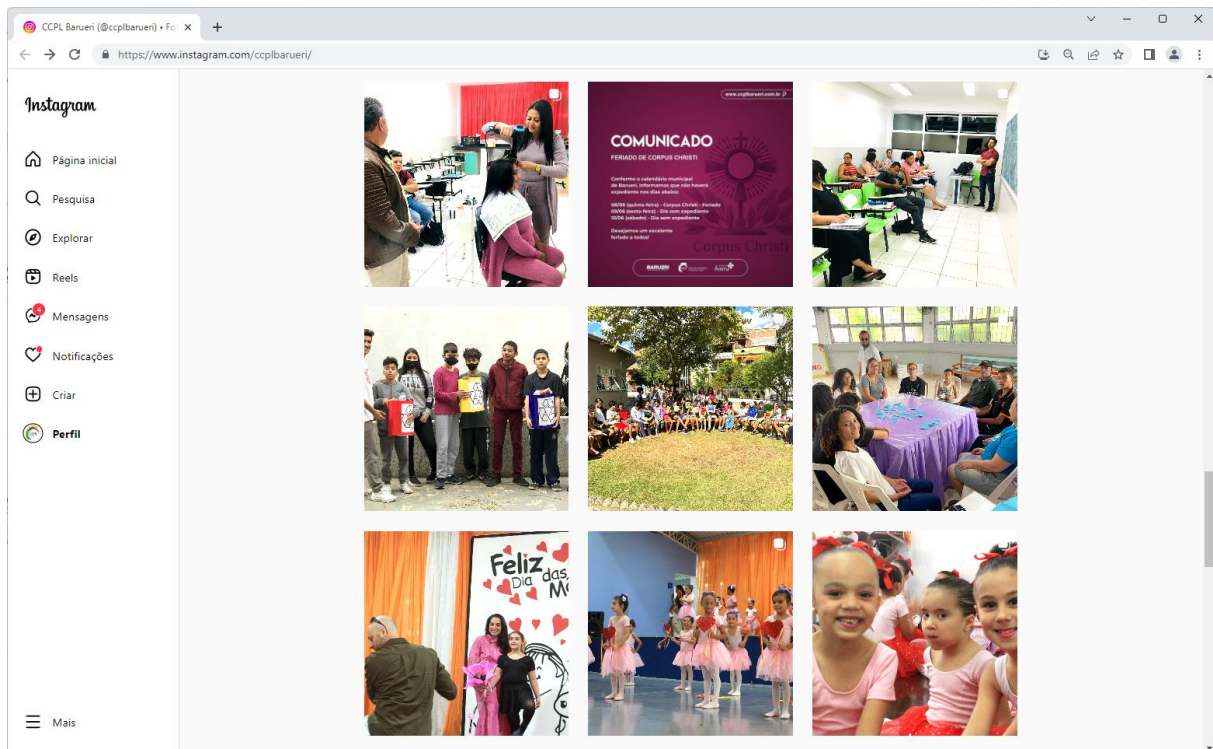 CCPL Barueri (@ccplbarueri) • Fo
https://www.instagram.com/ccplbarueri/
Instagram
Página inicial
Pesquisa
Explorar
Reels
4
Mensagens
Notificações
Criar
Perfil
Mais
www.ccplbarueri.com.br
COMUNICADO
FERIADO DE CORPUS CHRISTI
Conforme o calendário municipal
de Barueri, informamos que não haverá
expediente nos dias abaixo:
08/06 (quinta-feira) - Corpus Christi - Feriado
09/06 (sexta-feira) - Dia sem expediente
10/06 (sábado) - Dia sem expediente
Desejamos um excelente
feriado a todos!
Corpus Christi
BARUERI
Feliz
Dia das